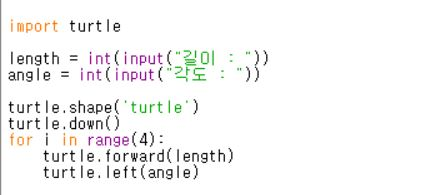 import turtle
length = int(input("길이 : "))
angle = int(input("각도 : "))
turtle.shape('turtle')
turtle.down()
for i in range(4):
    turtle.forward(length)
    turtle.left(angle)